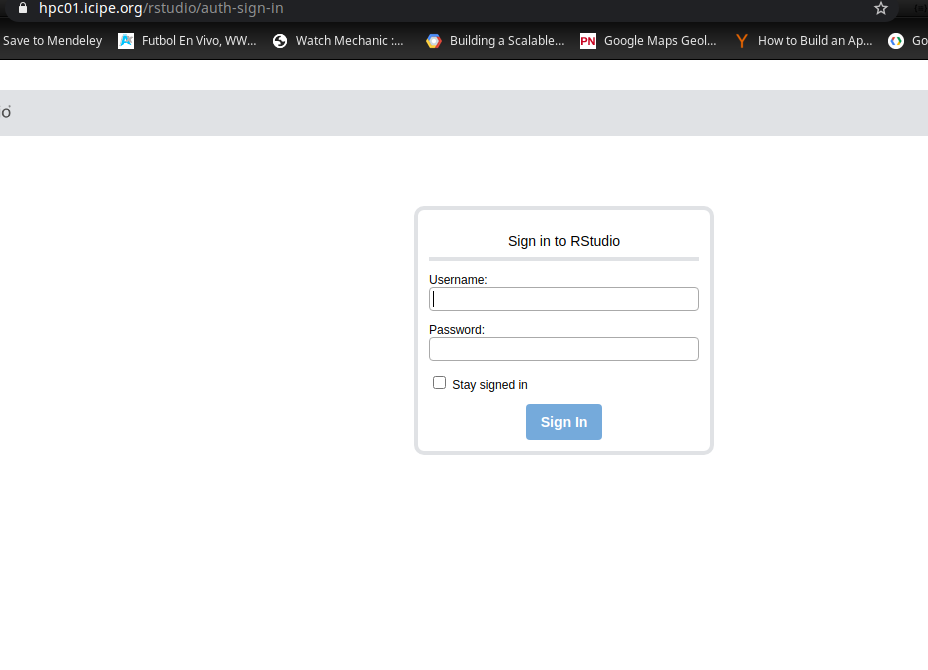 hpc01.icipe.org/rstudio/auth-sign-in
Save to Mendeley Futbol En Vivo, WW... Watch Mechanic :... Building a Scalable... PN Google Maps Geol... Y How to Build an Ap... Go
io
Sign in to RStudio
Username:
Password:
Stay signed in
Sign In